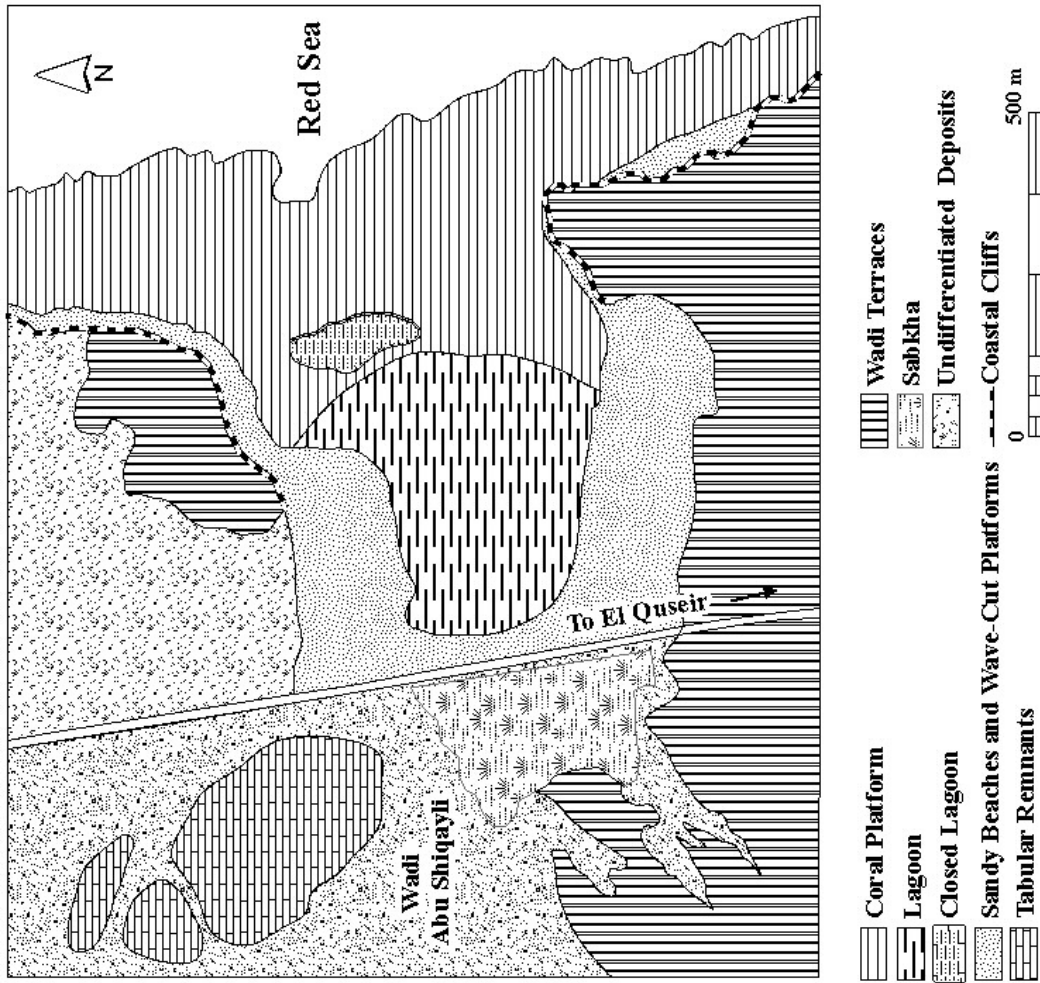 N
Red Sea
To El Quseir
Wadi
Abu Shiqayli
Coral Platform
Lagoon
Closed Lagoon
Sandy Beaches and Wave-Cut Platforms
Tabular Remnants
Wadi Terraces
Sabkha
Undifferentiated Deposits
Coastal Cliffs
0
500 m